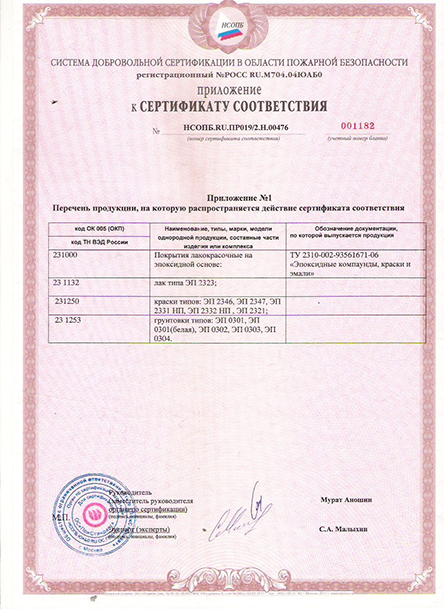 НСОПБ
СИСТЕМА ДОБРОВОЛЬНОЙ СЕРТИФИКАЦИИ В ОБЛАСТИ ПОЖАРНОЙ БЕЗОПАСНОСТИ
регистрационный №РОСС RU.М704.04ЮАБ0
приложение
к СЕРТИФИКАТУ СООТВЕТСТВИЯ
№ НСОПБ.RU.ПР019/2.Н.00476 001182
(номер сертификата соответствия) (учетный номер бланка)
Приложение №1
Перечень продукции, на которую распространяется действие сертификата соответствия
код ОК 005 (ОКП)
код ТН ВЭД России
Наименование, типы, марки, модели
однородной продукции, составные части
изделия или комплекса
Обозначение документации,
по которой выпускается продукция
231000
Покрытия лакокрасочные на
эпоксидной основе:
ТУ 2310-002-93561671-06
«Эпоксидные компаунды, краски и
эмали»
23 1132 лак типа ЭП 2323;
231250
краски типов: ЭП 2346, ЭП 2347, ЭП
2331 НП, ЭП 2332 НП , ЭП 2321;
23 1253
грунтовки типов: ЭП 0301, ЭП
0301(белая), ЭП 0302, ЭП 0303, ЭП
0304.
Руководитель
(заместитель руководителя
органа по сертификации)
(подпись, инициалы, фамилия)
Мурат Аношин
М.П.
Эксперт (эксперты)
(подпись, инициалы, фамилия)
С.А. Малыхин
г. Москва